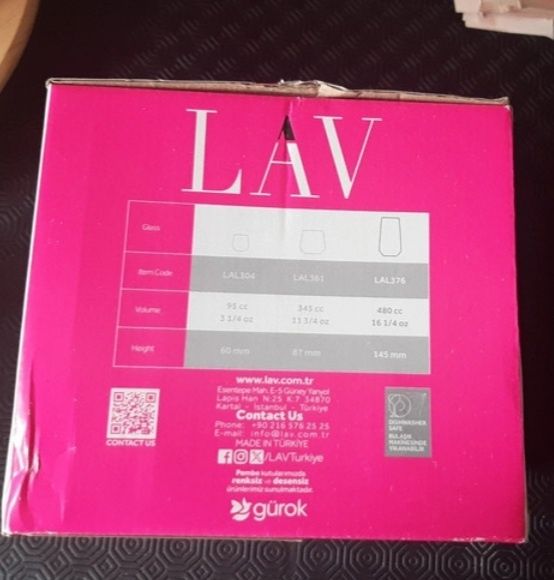 LAV
Glass
Item Code LAL304 LAL361 LAL376
Volume 95 cc 345 cc 480 cc
3 1/4 oz 11 3/4 oz 16 1/4 oz
Height 60 mm 87 mm 145 mm
www.lav.com.tr
Esentepe Mah. E-5 Güney Yanyol
Lapis Han N:25 K:7 34870
Kartal - İstanbul - Türkiye
Contact Us
Phone: +90 216 576 25 25
E-mail: info@lav.com.tr
MADE IN TÜRKİYE
/LAVTurkiye
CONTACT US
DISHWASHER
SAFE
BULAŞIK
MAKİNESİNDE
YIKANABİLİR
Pembe kutularımızda
renksiz ve desensiz
ürünlerimiz sunulmaktadır.
gürok